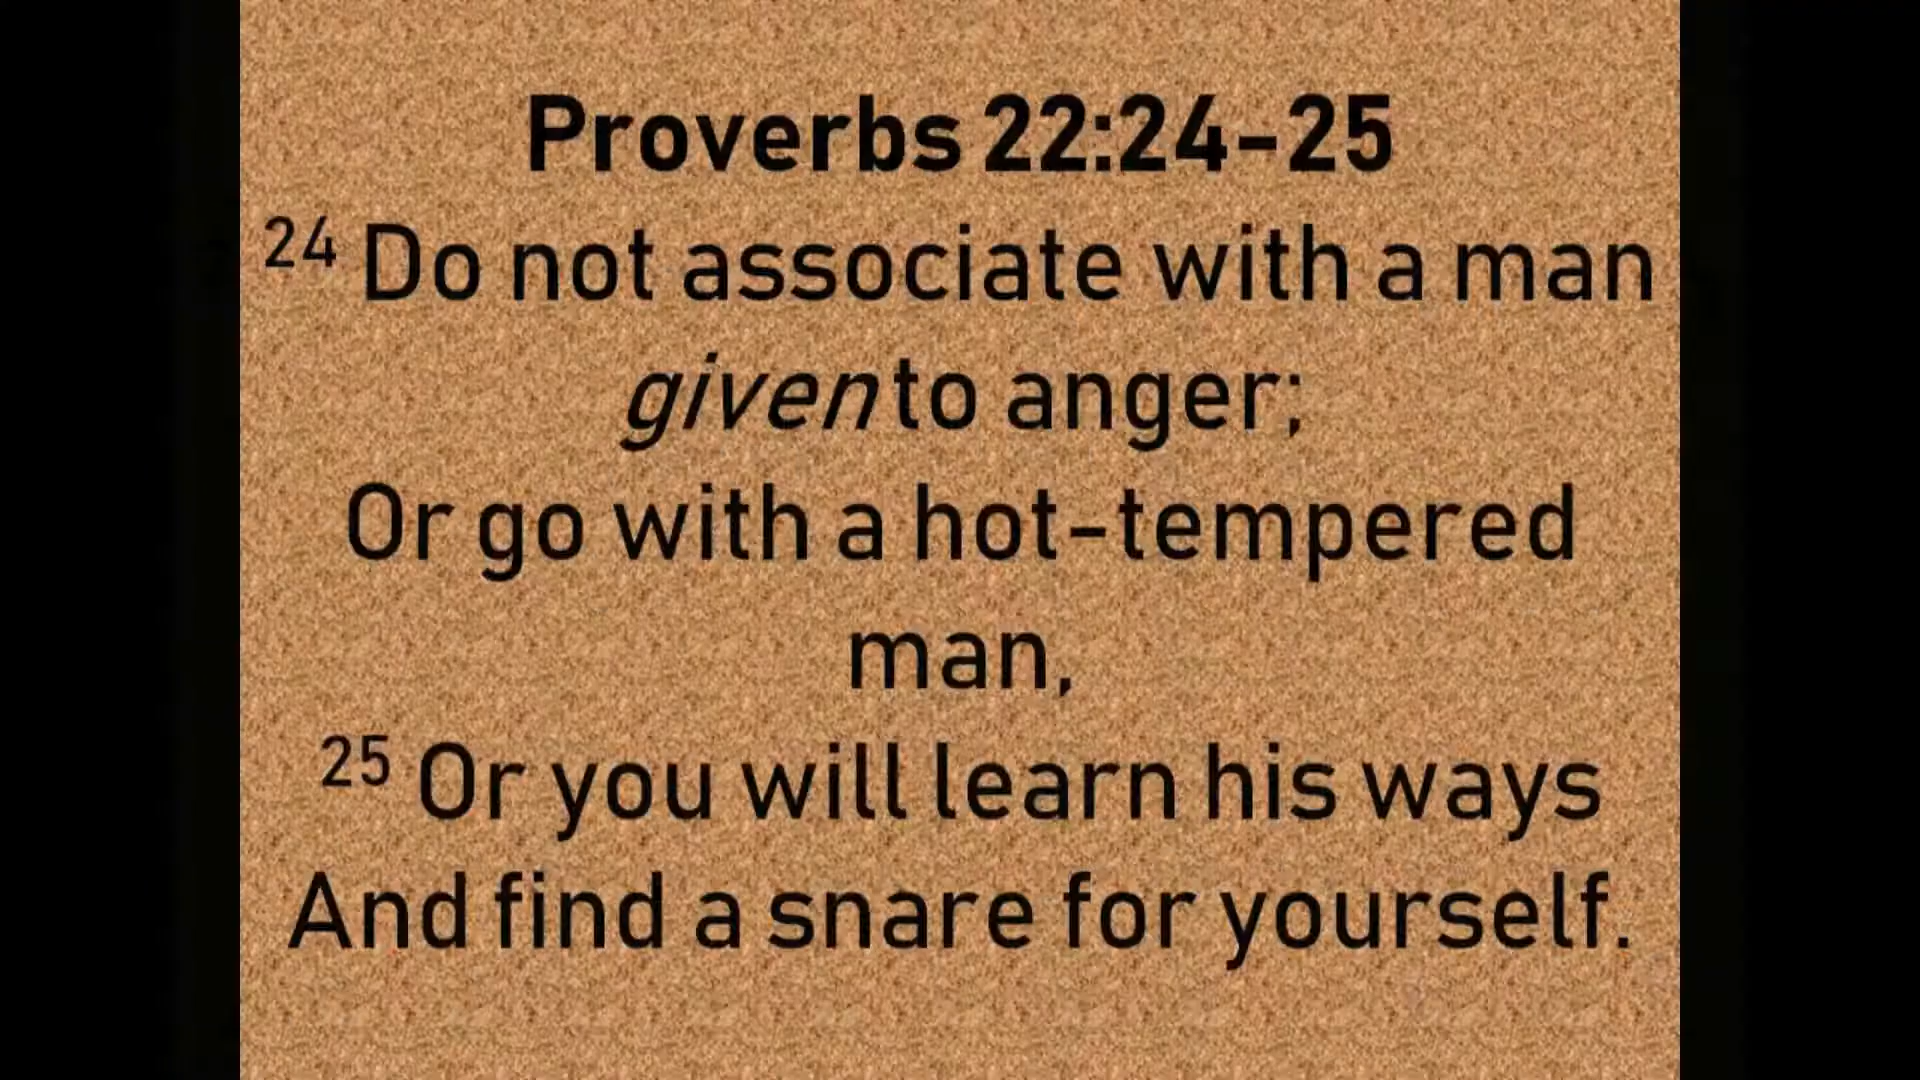 Proverbs 22:24-25
24 Do not associate with a man
given to anger;
Or go with a hot-tempered
man,
25 Or you will learn his ways
And find a snare for yourself.